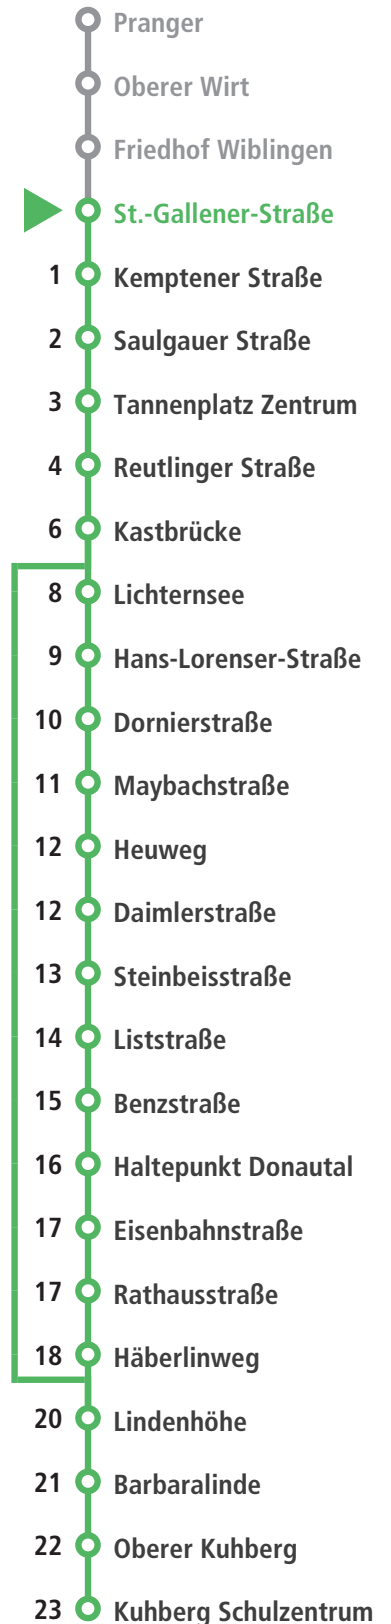 Pranger
Oberer Wirt
Friedhof Wiblingen
St.-Gallener-Straße
1 Kemptener Straße
2 Saulgauer Straße
3 Tannenplatz Zentrum
4 Reutlinger Straße
6 Kastbrücke
8 Lichternsee
9 Hans-Lorenser-Straße
10 Dornierstraße
11 Maybachstraße
12 Heuweg
12 Daimlerstraße
13 Steinbeisstraße
14 Liststraße
15 Benzstraße
16 Haltepunkt Donautal
17 Eisenbahnstraße
17 Rathausstraße
18 Häberlinweg
20 Lindenhöhe
21 Barbaralinde
22 Oberer Kuhberg
23 Kuhberg Schulzentrum